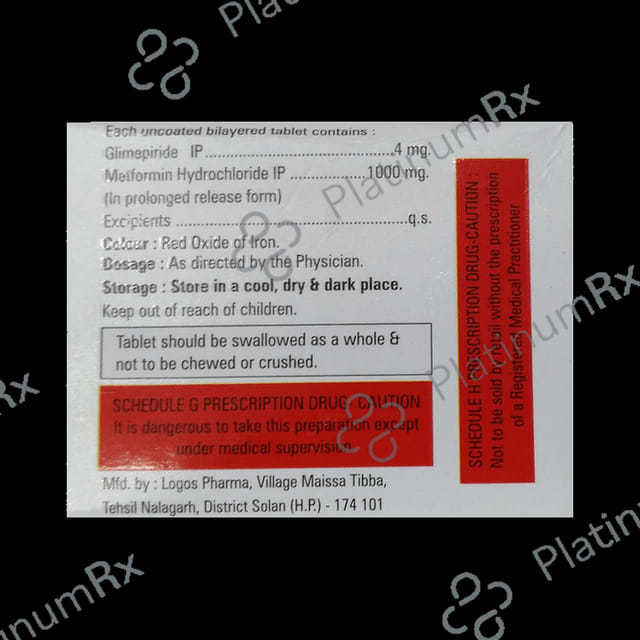 Each uncoated bilayered tablet contains :
Glimepiride IP..........................................4 mg.
Metformin Hydrochloride IP .................1000 mg.
(In prolonged release form)
Excipients ....................................................q.s.
Colour : Red Oxide of Iron.
Dosage : As directed by the Physician.
Storage : Store in a cool, dry & dark place.
Keep out of reach of children.
Tablet should be swallowed as a whole &
not to be chewed or crushed.
SCHEDULE G PRESCRIPTION DRUG-CAUTION
It is dangerous to take this preparation except
under medical supervision
Mfd. by : Logos Pharma, Village Maissa Tibba,
Tehsil Nalagarh, District Solan (H.P.) - 174 101
SCHEDULE H PRESCRIPTION DRUG-CAUTION :
Not to be sold by retail without the prescription
of a Registered Medical Practitioner
PlatinumRx
PlatinumRx
PlatinumRx
PlatinumRx
PlatinumRx
tinumRx
Platinum